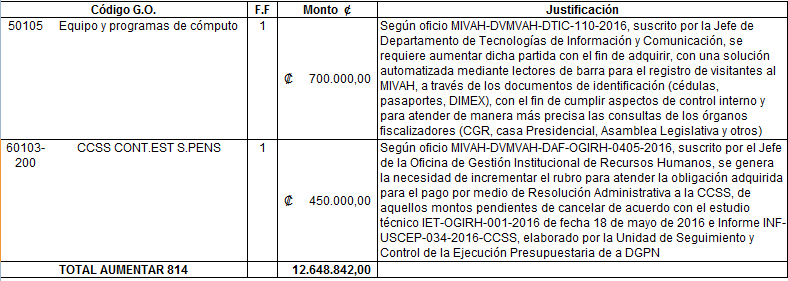 Código G.O. F.F Monto ₡ Justificación
50105 Equipo y programas de cómputo 1 ₡ 700.000,00
Según oficio MIVAH-DVMVAH-DTIC-110-2016, suscrito por la Jefe de
Departamento de Tecnologías de Información y Comunicación, se
requiere aumentar dicha partida con el fin de adquirir, con una solución
automatizada mediante lectores de barra para el registro de visitantes al
MIVAH, a través de los documentos de identificación (cédulas,
pasaportes, DIMEX), con el fin de cumplir aspectos de control interno y
para atender de manera más precisa las consultas de los órganos
fiscalizadores (CGR, casa Presidencial, Asamblea Legislativa y otros)
60103-
200 CCSS CONT.EST S.PENS 1 ₡ 450.000,00
Según oficio MIVAH-DVMVAH-DAF-OGIRH-0405-2016, suscrito por el Jefe
de la Oficina de Gestión Institucional de Recursos Humanos, se genera
la necesidad de incrementar el rubro para atender la obligación adquirida
para el pago por medio de Resolución Administrativa a la CCSS, de
aquellos montos pendientes de cancelar de acuerdo con el estudio
técnico IET-OGIRH-001-2016 de fecha 18 de mayo de 2016 e Informe INF-
USCEP-034-2016-CCSS, elaborado por la Unidad de Seguimiento y
Control de la Ejecución Presupuestaria de a DGPN
TOTAL AUMENTAR 814 12.648.842,00